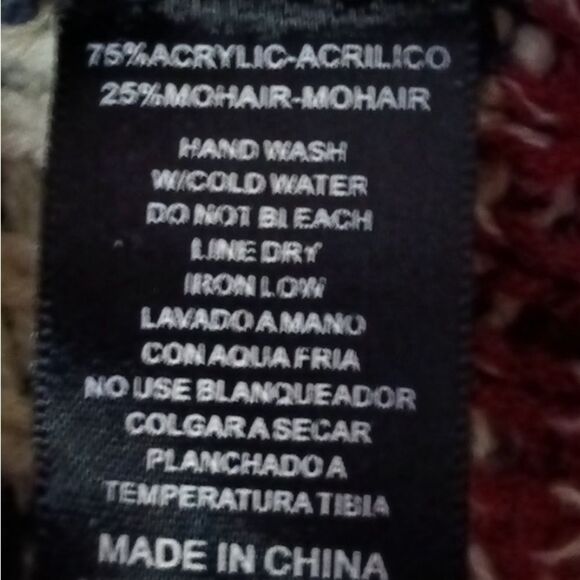 75%ACRYLIC-ACRILICO
25%MOHAIR-MOHAIR
HAND WASH
W/COLD WATER
DO NOT BLEACH
LINE DRY
IRON LOW
LAVADO A MANO
CON AQUA FRIA
NO USE BLANQUEADOR
COLGAR A SECAR
PLANCHADO A
TEMPERATURA TIBIA
MADE IN CHINA